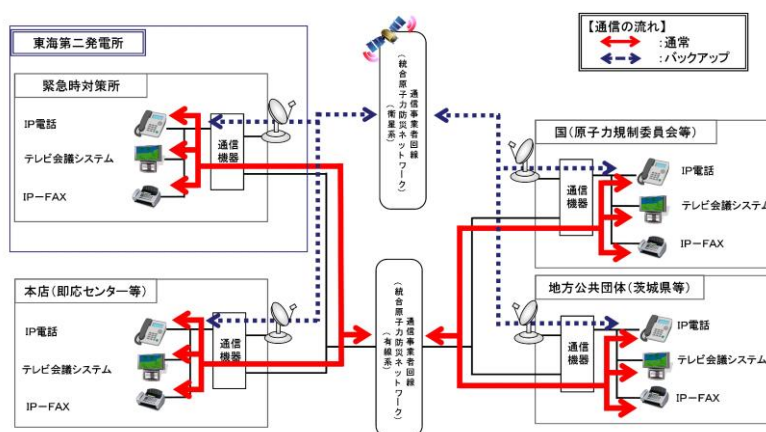 【通信の流れ】
:通常
:バックアップ
東海第二発電所
緊急時対策所
IP電話
テレビ会議システム
IP－FAX
通信
機器
通信事業者回線
（統合原子力防災ネットワーク）
（衛星系）
国（原子力規制委員会等）
通信
機器
IP電話
テレビ会議システム
IP－FAX
本店（即応センター等）
IP電話
テレビ会議システム
IP－FAX
通信
機器
通信事業者回線
（統合原子力防災ネットワーク）
（有線系）
地方公共団体（茨城県等）
通信
機器
IP電話
テレビ会議システム
IP－FAX